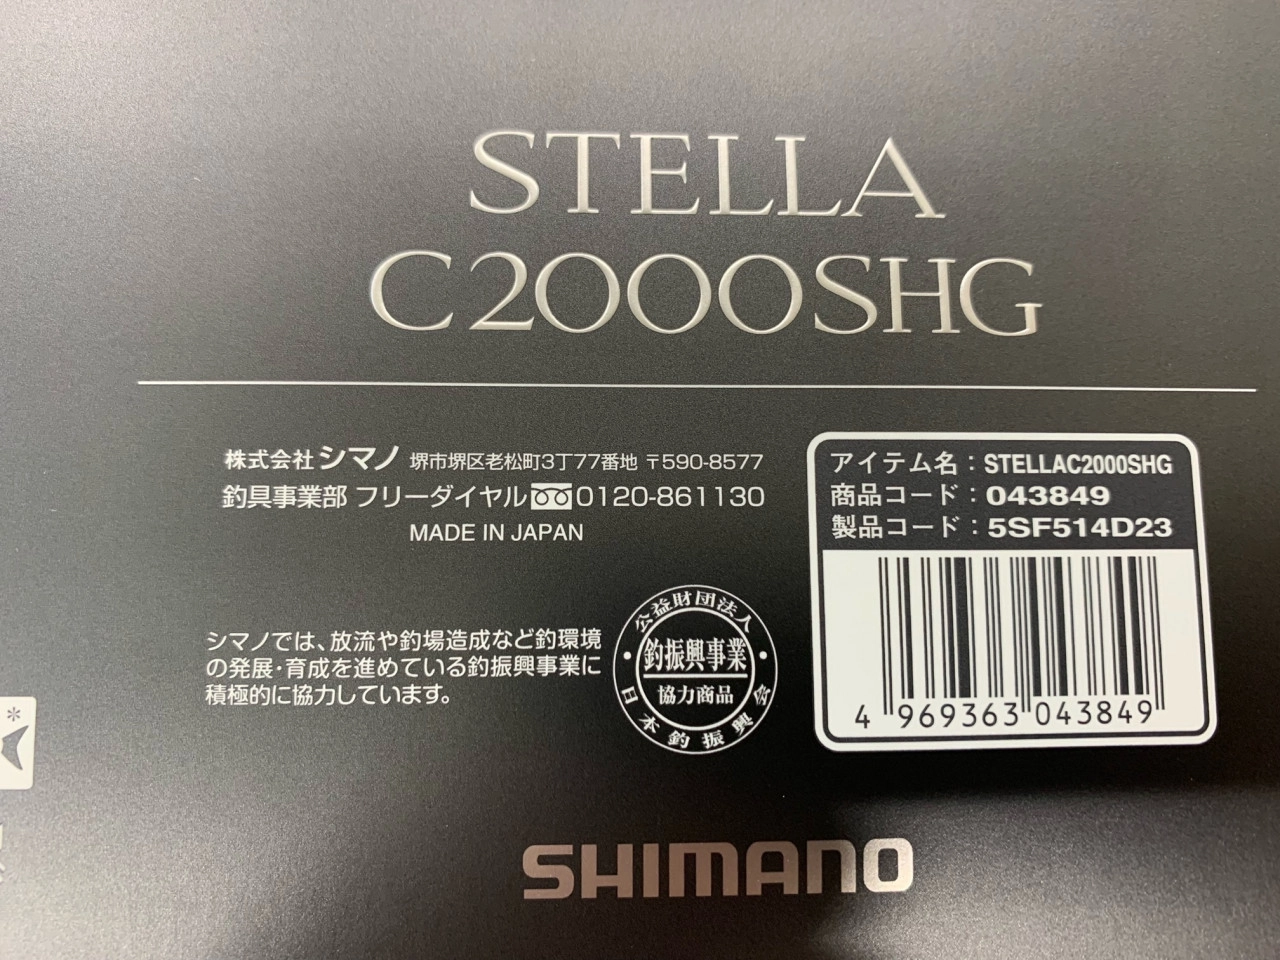 STELLA
C2000SHG
株式会社シマノ 堺市堺区老松町3丁77番地 〒590-8577
釣具事業部 フリーダイヤル 0120-861130
MADE IN JAPAN
アイテム名：STELLAC2000SHG
商品コード：043849
製品コード：5SF514D23
4 969363 043849
シマノでは、放流や釣場造成など釣環境
の発展・育成を進めている釣振興事業に
積極的に協力しています。
公益財団法人
釣振興事業
協力商品
日本釣振興会
*
SHIMANO